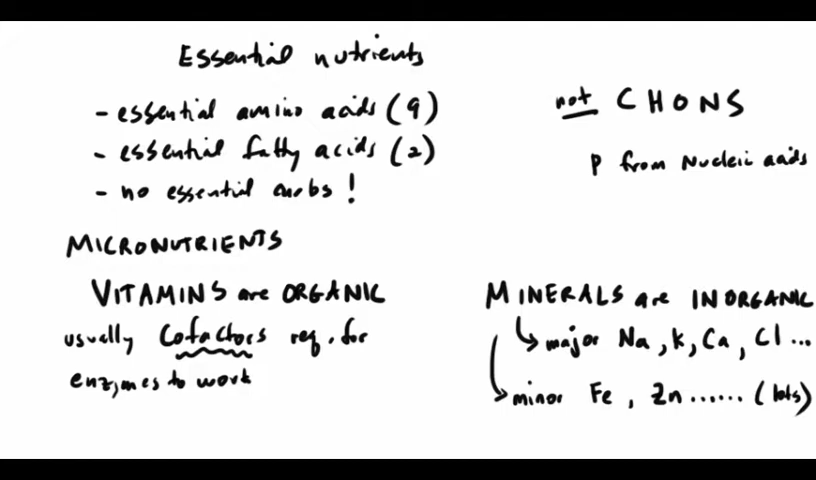 Essential nutrients
- essential amino acids (9)
- essential fatty acids (2)
- no essential carbs !
not CHONS
P from Nucleic acids
MICRONUTRIENTS
VITAMINS are ORGANIC
usually Cofactors req. for
enzymes to work
MINERALS are INORGANIC
major Na, K, Ca, Cl...
minor Fe, Zn...... (lots)